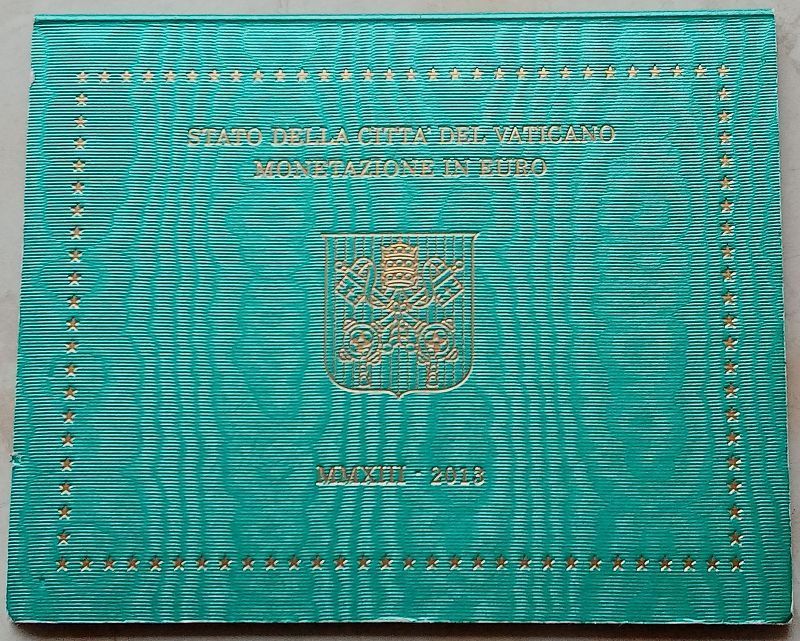 STATO DELLA CITTA' DEL VATICANO
MONETAZIONE IN EURO
MMXIII - 2013